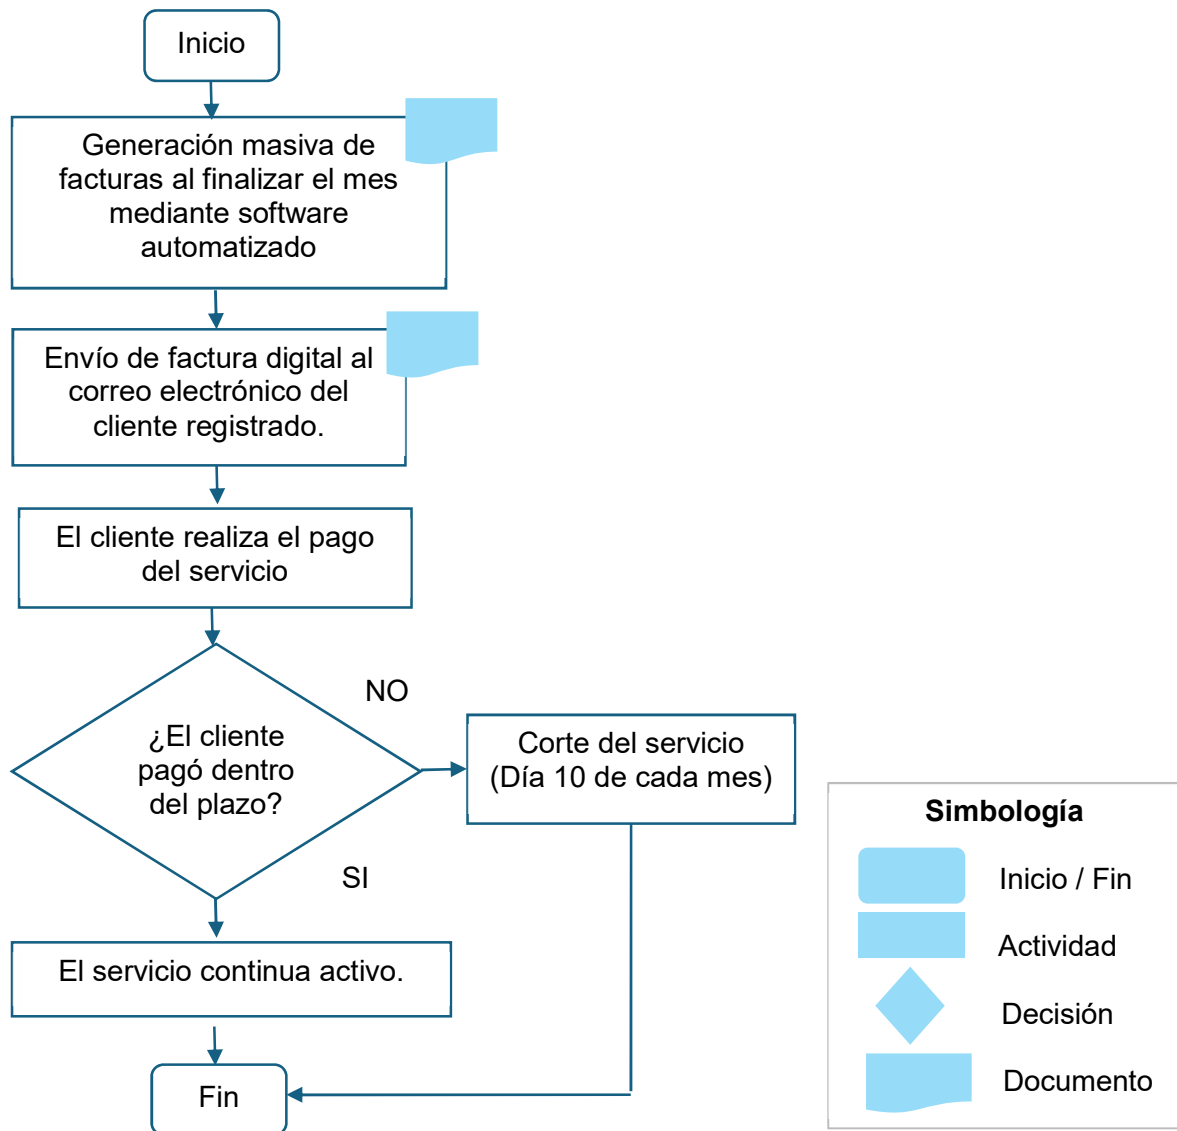 Inicio
Generación masiva de
facturas al finalizar el mes
mediante software
automatizado
Envío de factura digital al
correo electrónico del
cliente registrado.
El cliente realiza el pago
del servicio
NO
¿El cliente
pagó dentro
del plazo?
Corte del servicio
(Día 10 de cada mes)
SI
El servicio continua activo.
Fin
Simbología
Inicio / Fin
Actividad
Decisión
Documento